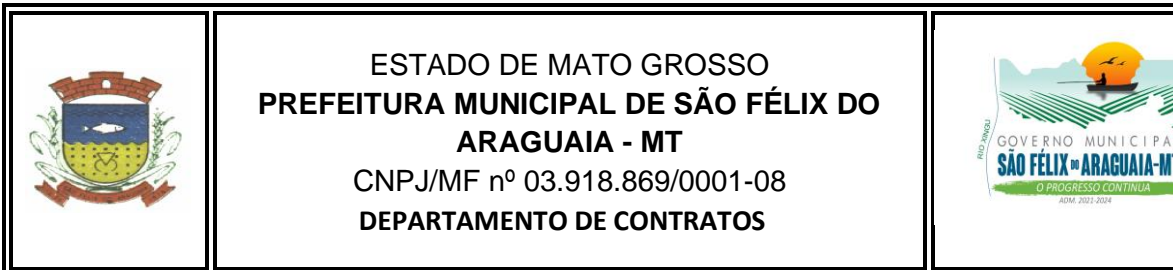 ESTADO DE MATO GROSSO
PREFEITURA MUNICIPAL DE SÃO FÉLIX DO
ARAGUAIA - MT
CNPJ/MF nº 03.918.869/0001-08
DEPARTAMENTO DE CONTRATOS
RIO XINGU
GOVERNO MUNICIPA
SÃO FÉLIX DO ARAGUAIA-MT
O PROGRESSO CONTINUA
ADM. 2021-2024